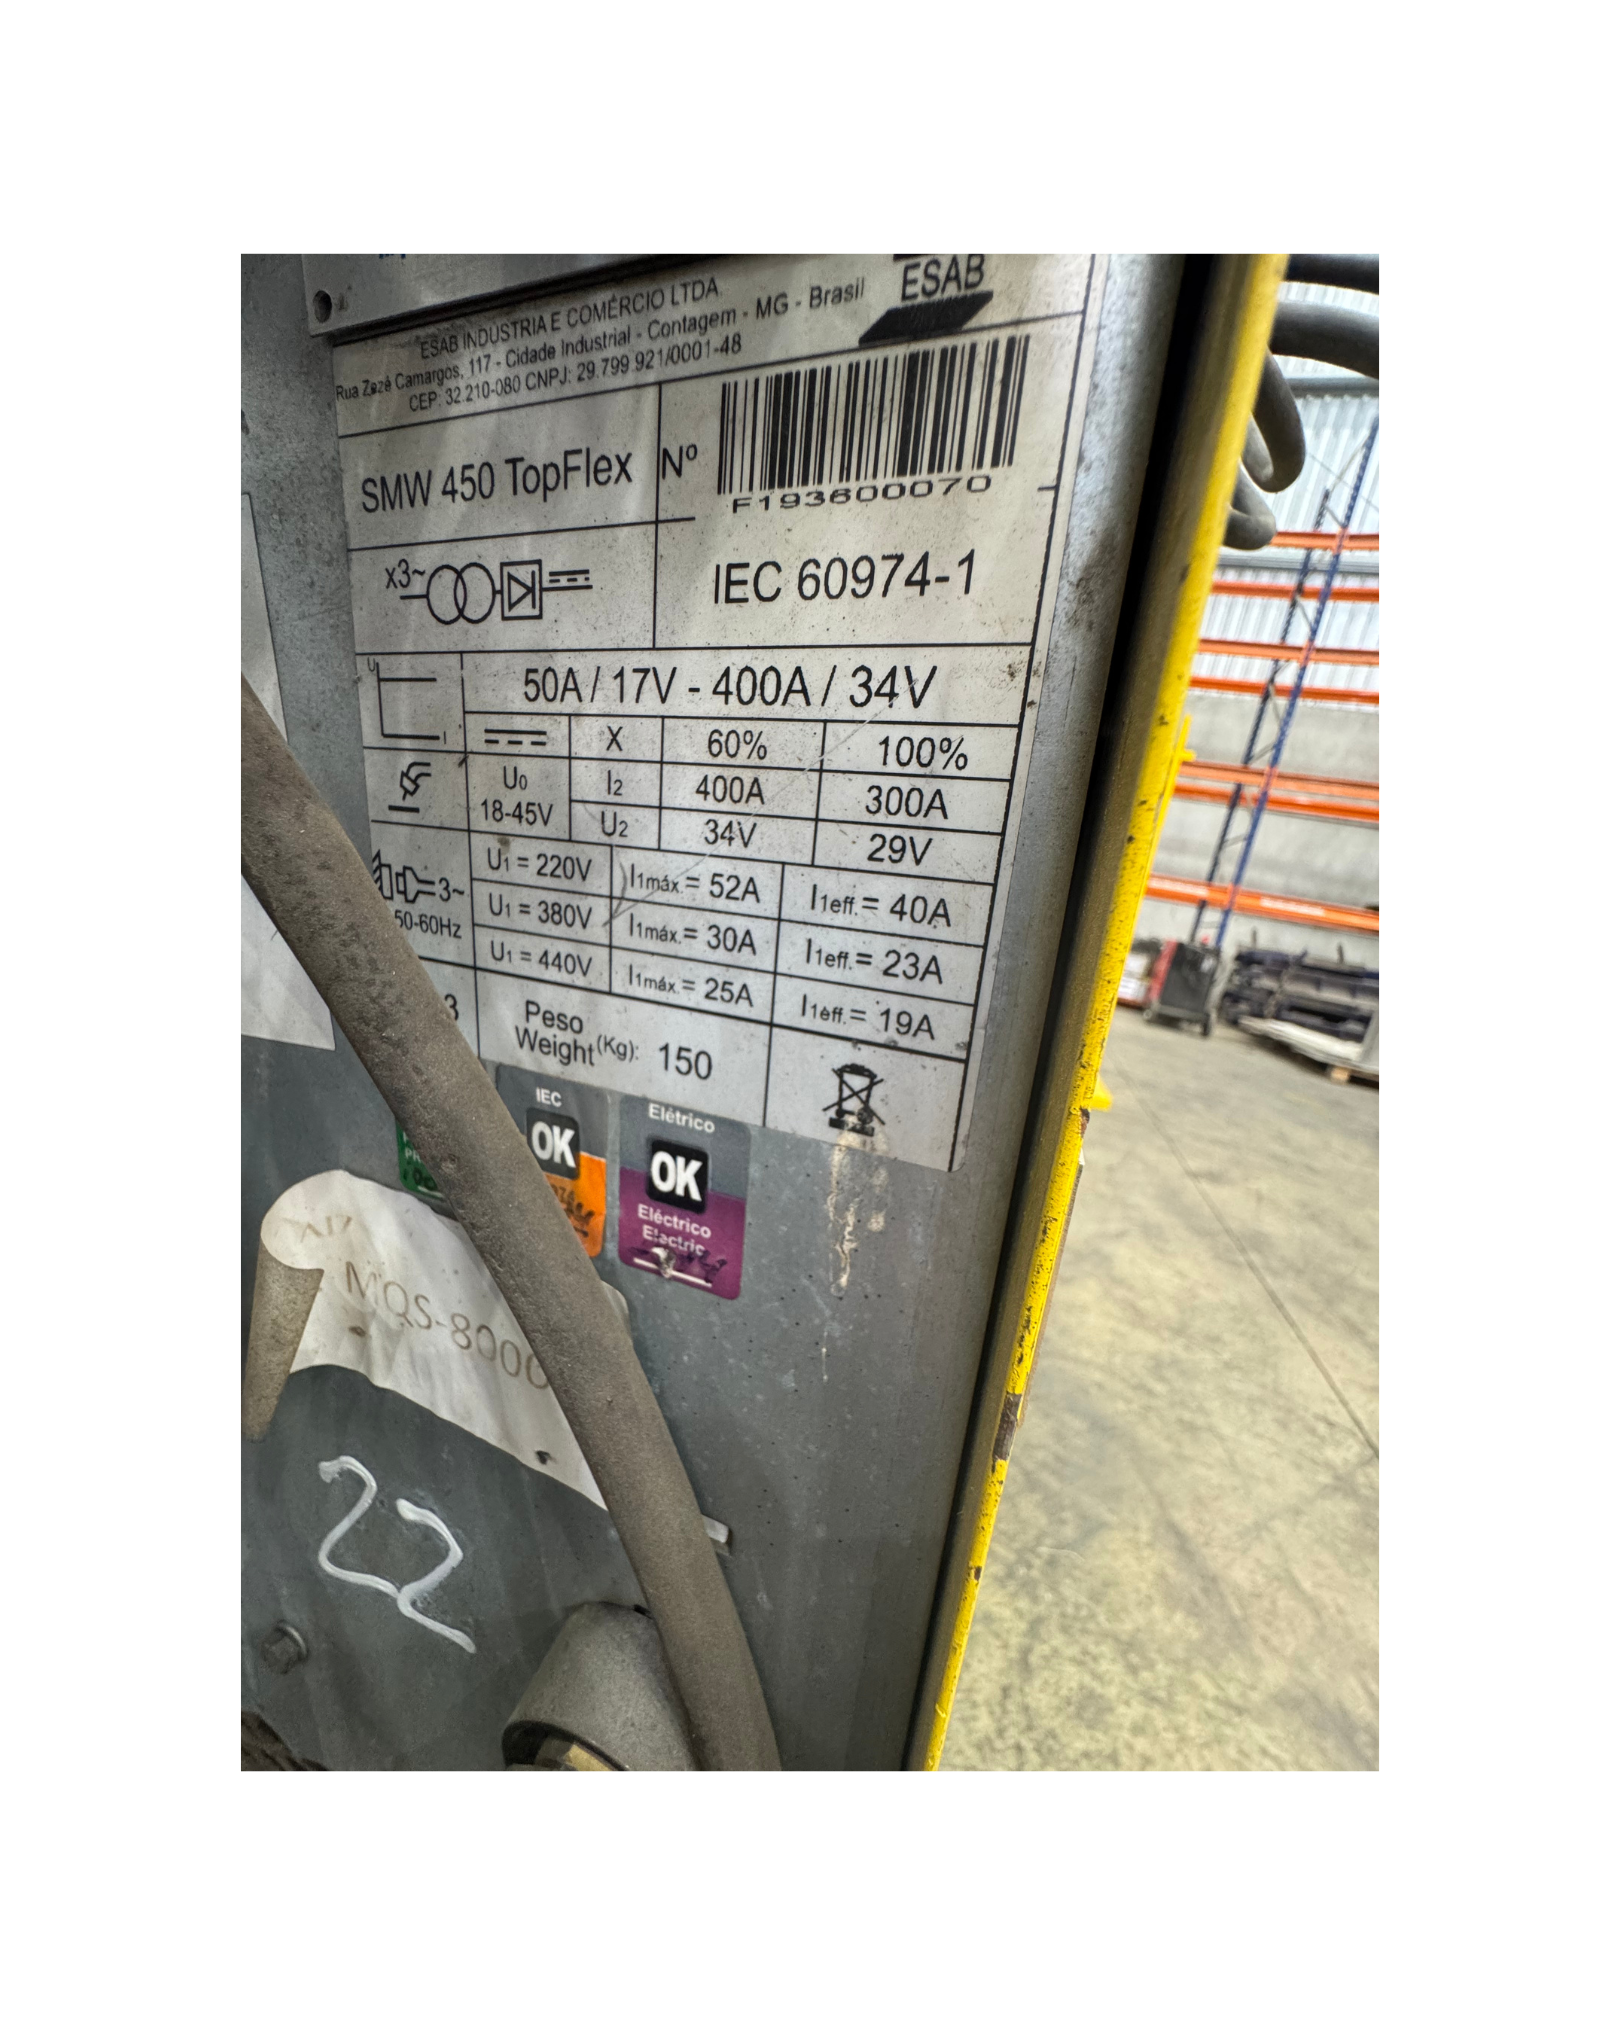 ESAB INDÚSTRIA E COMÉRCIO LTDA
Rua Zezé Camargos, 117 - Cidade Industrial - Contagem - MG - Brasil
CEP: 32.210-080 CNPJ: 29.799.921/0001-48
ESAB
SMW 450 TopFlex
Nº
F193600070
x3~
IEC 60974-1
U
I
50A / 17V - 400A / 34V
X 60% 100%
U0
18-45V
I2 400A 300A
U2 34V 29V
3~
50-60Hz
U1 = 220V I1máx.= 52A I1eff.= 40A
U1 = 380V I1máx.= 30A I1eff.= 23A
U1 = 440V I1máx.= 25A I1eff.= 19A
3
Peso
Weight (Kg): 150
IEC
OK
Elétrico
OK
Eléctrico
Electric
MQS-8000
22